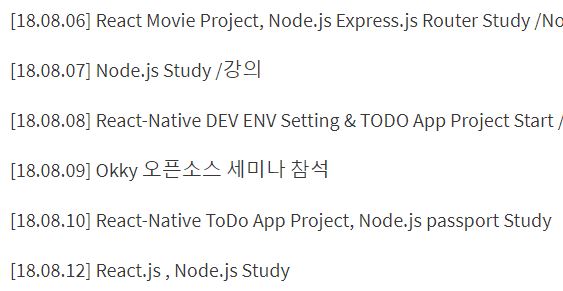 [18.08.06] React Movie Project, Node.js Express.js Router Study /No
[18.08.07] Node.js Study /강의
[18.08.08] React-Native DEV ENV Setting & TODO App Project Start /
[18.08.09] Okky 오픈소스 세미나 참석
[18.08.10] React-Native ToDo App Project, Node.js passport Study
[18.08.12] React.js , Node.js Study